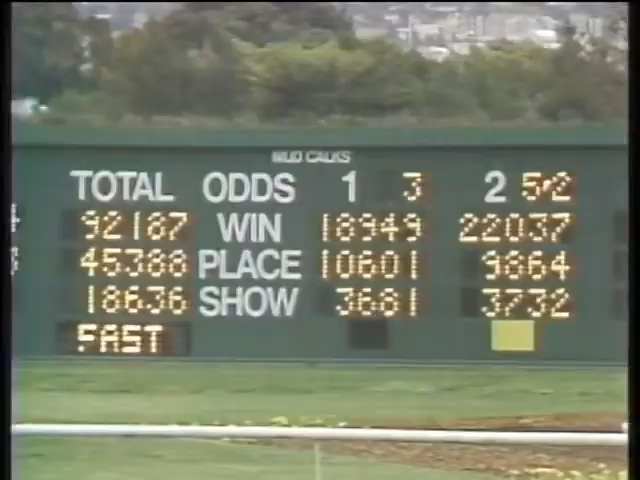 MUD CALKS
TOTAL ODDS 1 3 2 5-2
92187 WIN 18949 22037
45388 PLACE 10601 9864
18636 SHOW 3681 3732
FAST